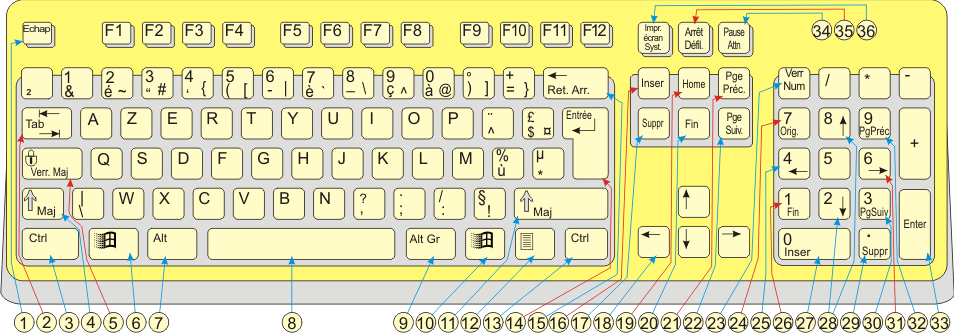 Echap F1 F2 F3 F4 F5 F6 F7 F8 F9 F10 F11 F12 Impr. écran Syst. Arrêt Défil. Pause Attn 34 35 36
² 1 & 2 é ~ 3 " # 4 ' { 5 ( [ 6 - | 7 è ` 8 _ \ 9 ç ^ 0 à @ ° ) ] + = } Ret. Arr. Inser Home Pge Préc. Verr Num / * -
Tab A Z E R T Y U I O P ¨ ^ £ $ ¤ Entrée Suppr Fin Pge Suiv. 7 Orig. 8 9 PgPréc +
Verr. Maj Q S D F G H J K L M % ù µ * 4 5 6
Maj | \ W X C V B N ? , . ; / : § ! Maj 1 Fin 2 3 PgSuiv Enter
Ctrl Alt Alt Gr Ctrl 0 Inser . Suppr
1 2 3 4 5 6 7 8 9 10 11 12 13 14 15 16 17 18 19 20 21 22 23 24 25 26 27 28 29 30 31 32 33